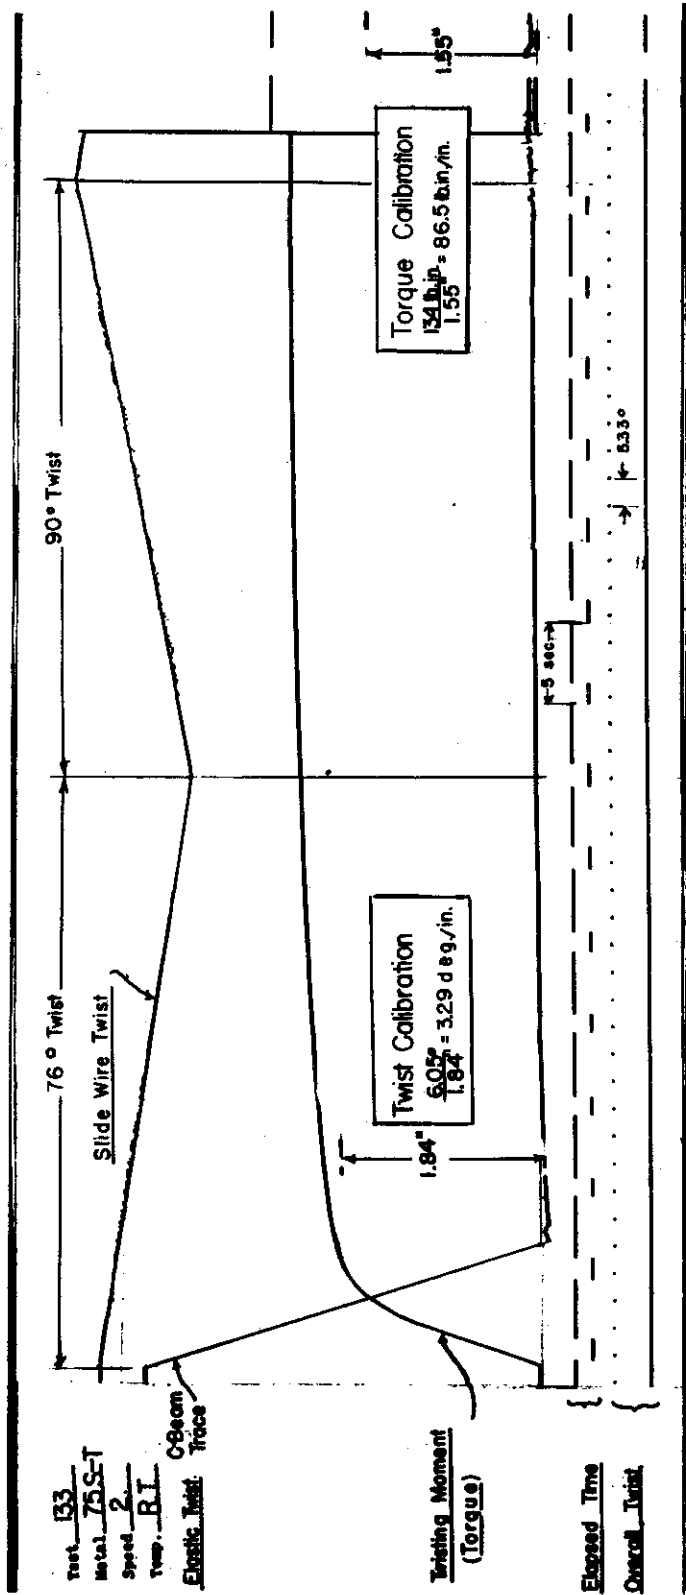 Test 133
Metal 75 S-T
Speed 2
Temp. R.T.
Elastic Twist
C-Beam
Trace
Twisting Moment
(Torque)
Elapsed Time
Overall Twist
76° Twist
90° Twist
Slide Wire Twist
Twist Calibration
6.05°
1.84" = 3.29 deg./in.
1.84"
Torque Calibration
134 lb.in.
1.55" = 86.5 lb.in/in.
1.55"
5 sec.
5.33°